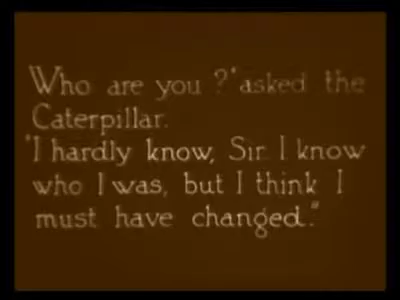 Who are you?" asked the
Caterpillar.
"I hardly know, Sir. I know
who I was, but I think I
must have changed."